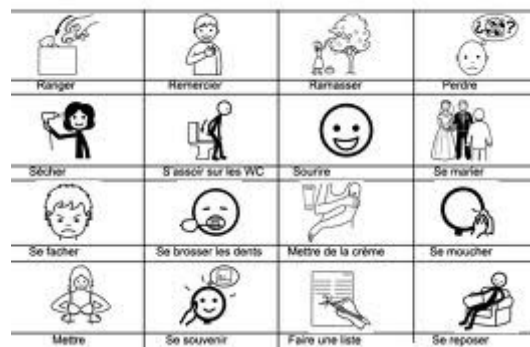 ¿ ?
Ranger
Remercier
Ramasser
Perdre
Sécher
S'assoir sur les WC
Sourire
Se marier
Se facher
Se brosser les dents
Mettre de la crème
Se moucher
Mettre
Se souvenir
Faire une liste
Se reposer